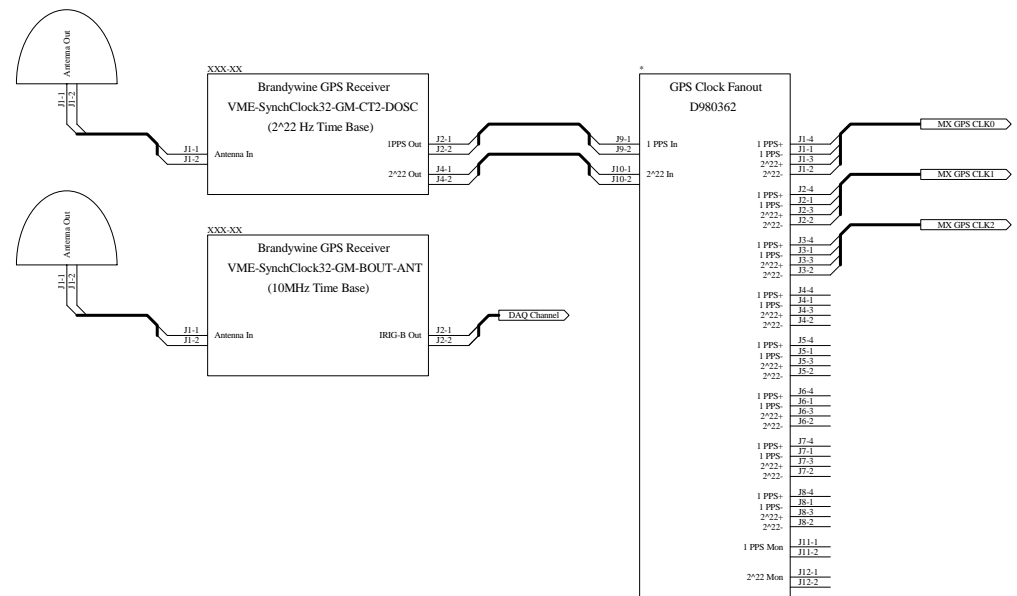 Antenna Out
J1-1
J1-2
XXX-XX
Brandywine GPS Receiver
VME-SynchClock32-GM-CT2-DOSC
(2^22 Hz Time Base)
J1-1
J1-2
Antenna In
1PPS Out
J2-1
J2-2
2^22 Out
J4-1
J4-2
Antenna Out
J1-1
J1-2
XXX-XX
Brandywine GPS Receiver
VME-SynchClock32-GM-BOUT-ANT
(10MHz Time Base)
J1-1
J1-2
Antenna In
IRIG-B Out
J2-1
J2-2
DAQ Channel
*
GPS Clock Fanout
D980362
J9-1
J9-2
1 PPS In
J10-1
J10-2
2^22 In
1 PPS+ J1-4
1 PPS- J1-1
2^22+ J1-3
2^22- J1-2
MX GPS CLK0
1 PPS+ J2-4
1 PPS- J2-1
2^22+ J2-3
2^22- J2-2
MX GPS CLK1
1 PPS+ J3-4
1 PPS- J3-1
2^22+ J3-3
2^22- J3-2
MX GPS CLK2
1 PPS+ J4-4
1 PPS- J4-1
2^22+ J4-3
2^22- J4-2
1 PPS+ J5-4
1 PPS- J5-1
2^22+ J5-3
2^22- J5-2
1 PPS+ J6-4
1 PPS- J6-1
2^22+ J6-3
2^22- J6-2
1 PPS+ J7-4
1 PPS- J7-1
2^22+ J7-3
2^22- J7-2
1 PPS+ J8-4
1 PPS- J8-1
2^22+ J8-3
2^22- J8-2
1 PPS Mon
J11-1
J11-2
2^22 Mon
J12-1
J12-2